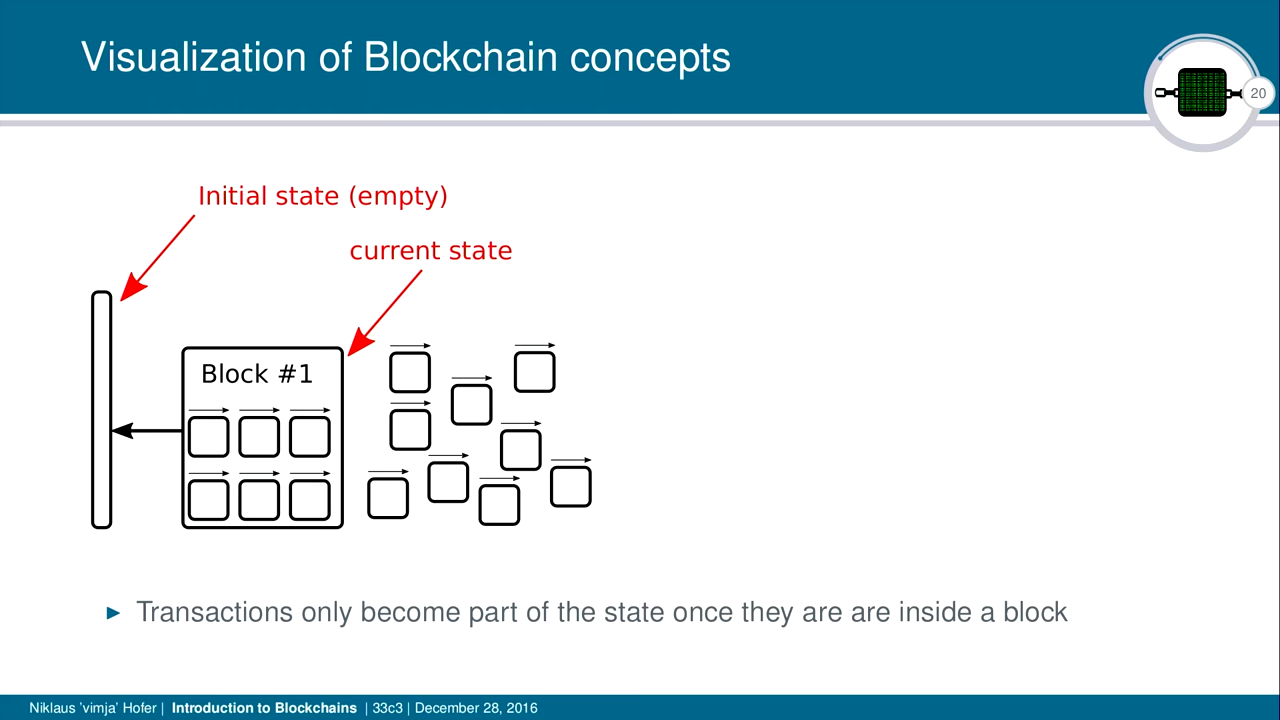 Visualization of Blockchain concepts
20
Initial state (empty)
current state
Block #1
► Transactions only become part of the state once they are are inside a block
Niklaus 'vimja' Hofer | Introduction to Blockchains | 33c3 | December 28, 2016